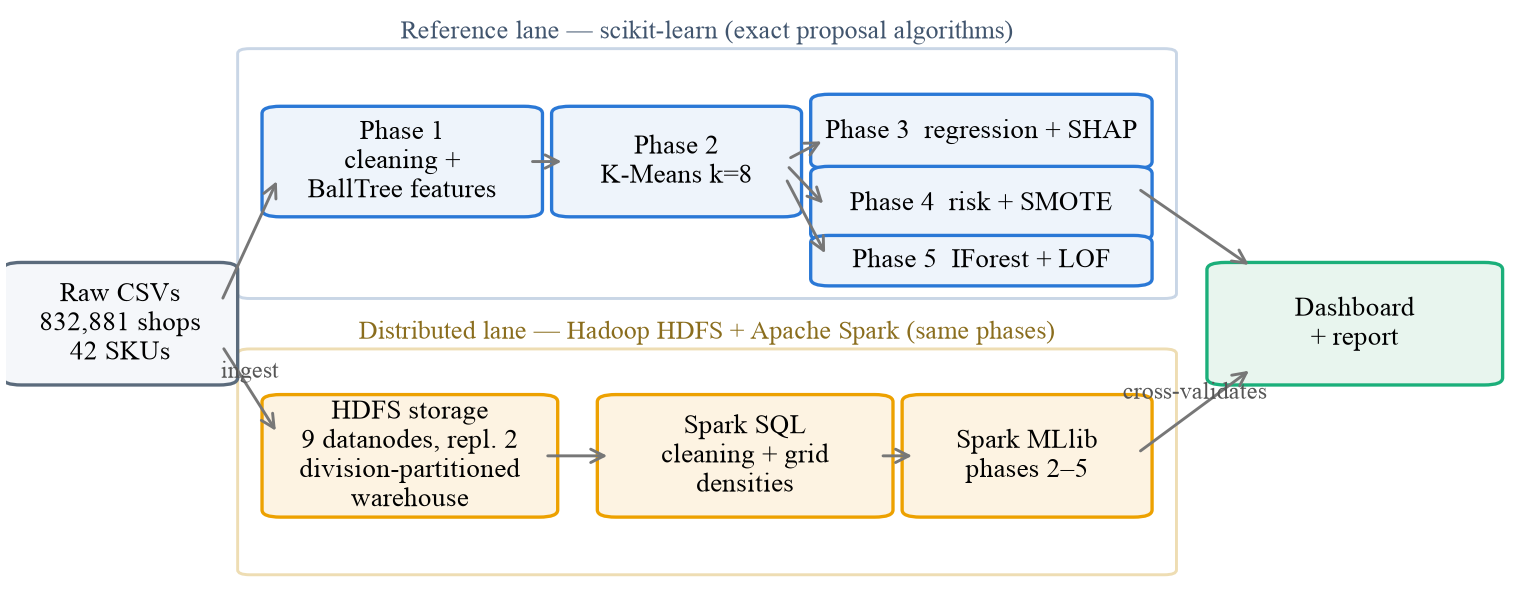 Reference lane — scikit-learn (exact proposal algorithms)
Phase 1
cleaning +
BallTree features
Phase 2
K-Means k=8
Phase 3  regression + SHAP
Phase 4  risk + SMOTE
Phase 5  IForest + LOF
Raw CSVs
832,881 shops
42 SKUs
ingest
Dashboard
+ report
Distributed lane — Hadoop HDFS + Apache Spark (same phases)
HDFS storage
9 datanodes, repl. 2
division-partitioned
warehouse
Spark SQL
cleaning + grid
densities
Spark MLlib
phases 2–5
cross-validates